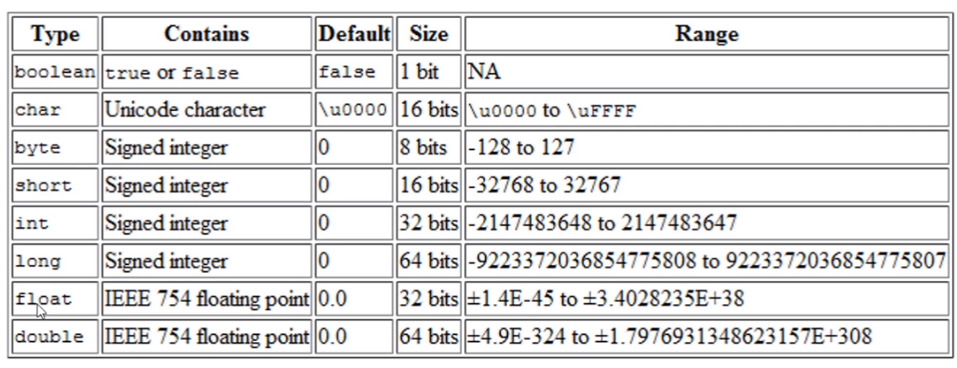 Type Contains Default Size Range
boolean true or false false 1 bit NA
char Unicode character \u0000 16 bits \u0000 to \uFFFF
byte Signed integer 0 8 bits -128 to 127
short Signed integer 0 16 bits -32768 to 32767
int Signed integer 0 32 bits -2147483648 to 2147483647
long Signed integer 0 64 bits -9223372036854775808 to 9223372036854775807
float IEEE 754 floating point 0.0 32 bits ±1.4E-45 to ±3.4028235E+38
double IEEE 754 floating point 0.0 64 bits ±4.9E-324 to ±1.7976931348623157E+308